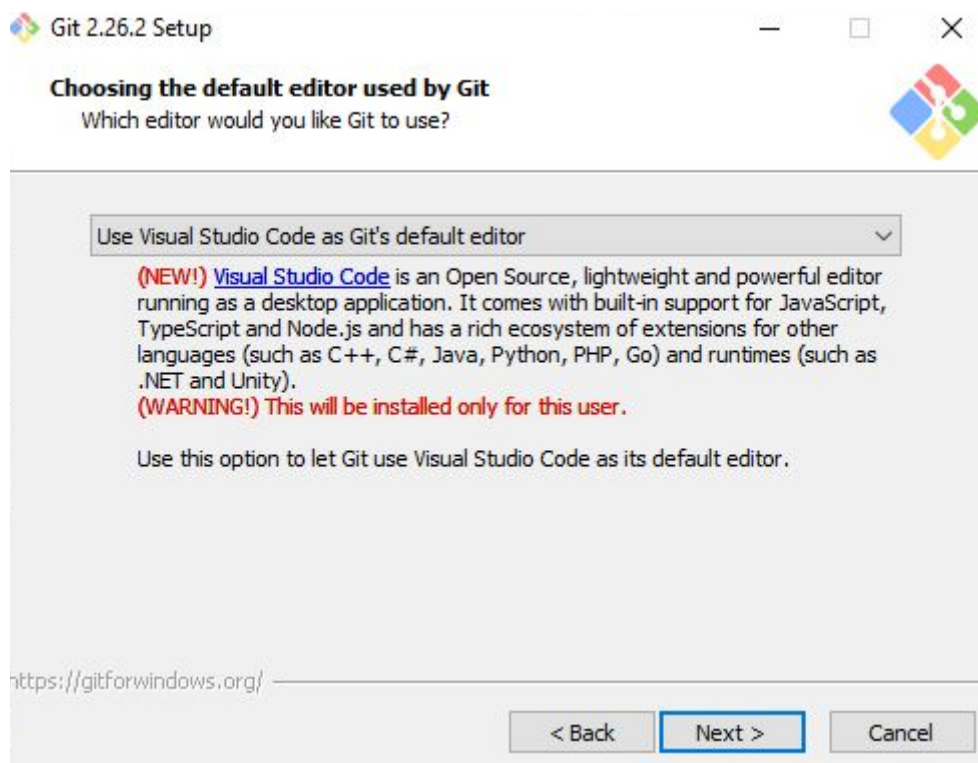 Git 2.26.2 Setup
Choosing the default editor used by Git
Which editor would you like Git to use?
Use Visual Studio Code as Git's default editor
(NEW!) Visual Studio Code is an Open Source, lightweight and powerful editor
running as a desktop application. It comes with built-in support for JavaScript,
TypeScript and Node.js and has a rich ecosystem of extensions for other
languages (such as C++, C#, Java, Python, PHP, Go) and runtimes (such as
.NET and Unity).
(WARNING!) This will be installed only for this user.
Use this option to let Git use Visual Studio Code as its default editor.
https://gitforwindows.org/
< Back
Next >
Cancel